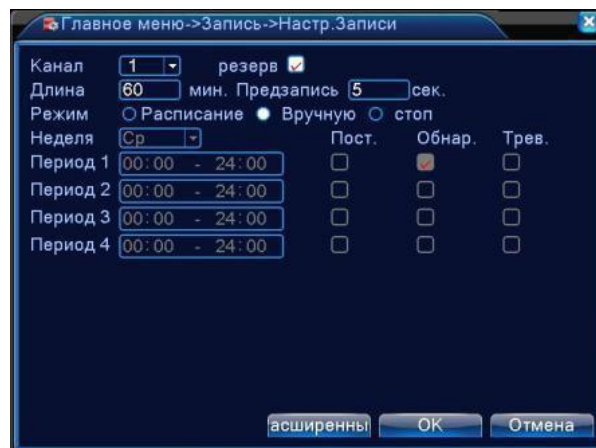 Главное меню->Запись->Настр.Записи
Канал 1 резерв
Длина 60 мин. Предзапись 5 сек.
Режим Расписание Вручную стоп
Неделя Ср Пост. Обнар. Трев.
Период 1 00:00 - 24:00
Период 2 00:00 - 24:00
Период 3 00:00 - 24:00
Период 4 00:00 - 24:00
асширенны OK Отмена